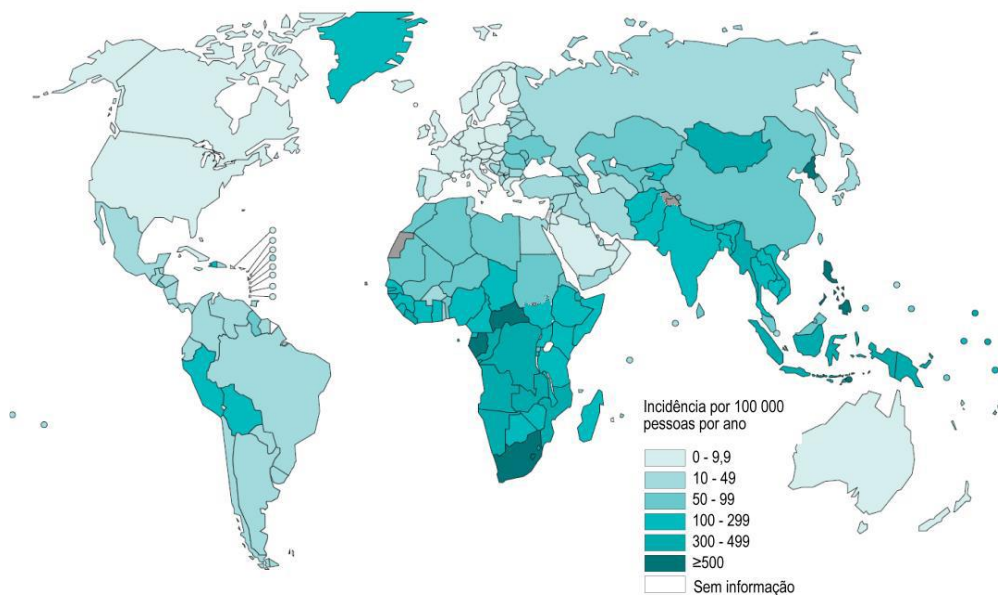 Incidência por 100 000
pessoas por ano
0 - 9,9
10 - 49
50 - 99
100 - 299
300 - 499
≥500
Sem informação